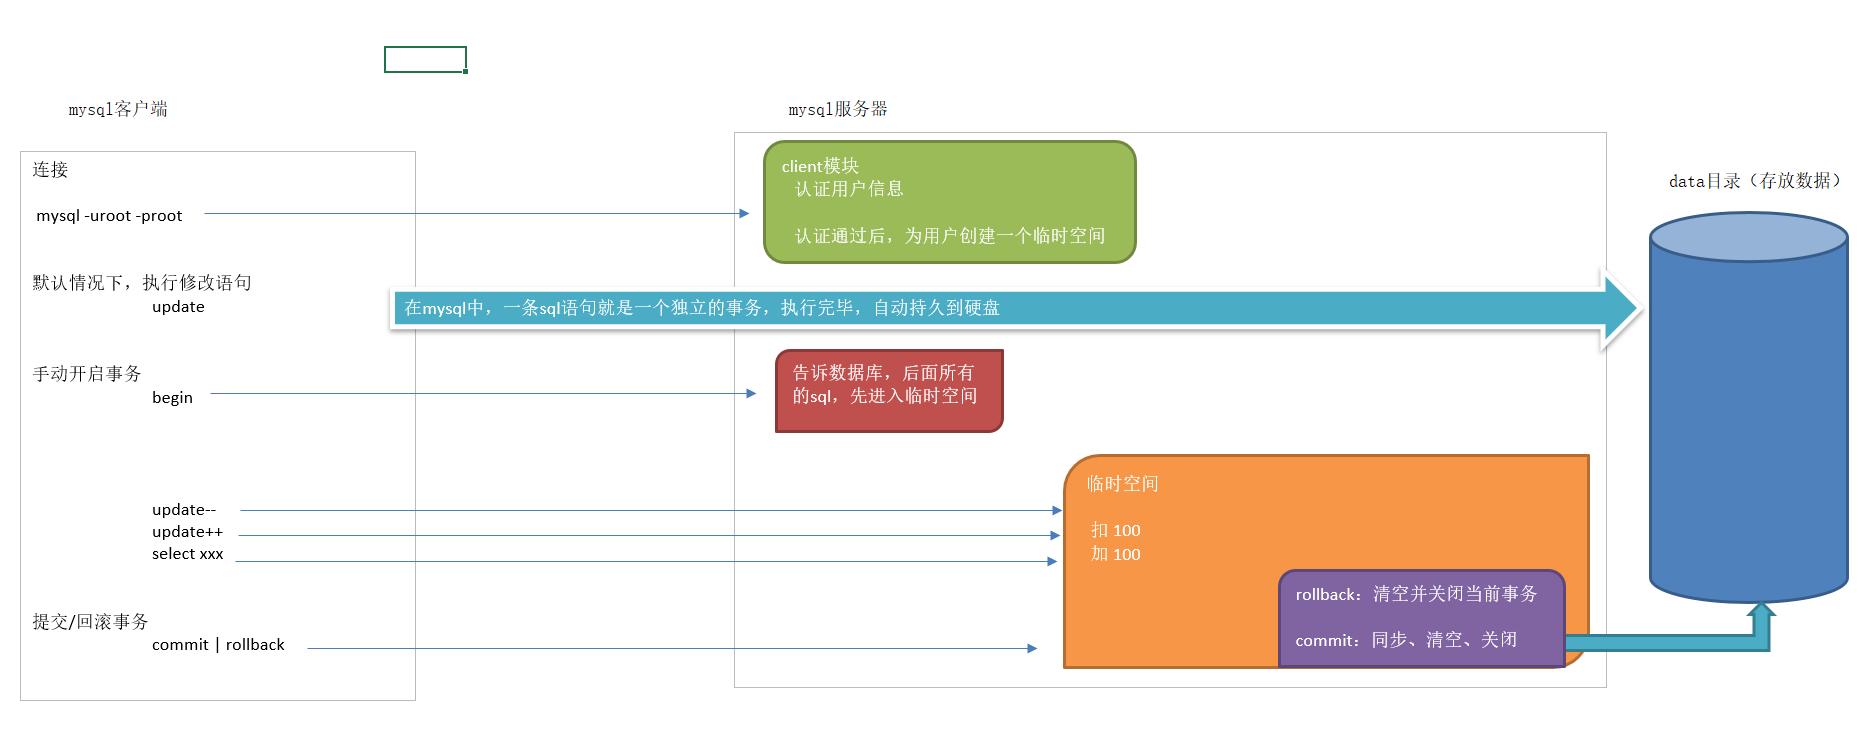 mysql客户端
mysql服务器
data目录（存放数据）
连接
mysql -uroot -proot
client模块
认证用户信息
认证通过后，为用户创建一个临时空间
默认情况下，执行修改语句
update
在mysql中，一条sql语句就是一个独立的事务，执行完毕，自动持久到硬盘
手动开启事务
begin
告诉数据库，后面所有
的sql，先进入临时空间
update--
update++
select xxx
临时空间
扣 100
加 100
提交/回滚事务
commit | rollback
rollback：清空并关闭当前事务
commit：同步、清空、关闭